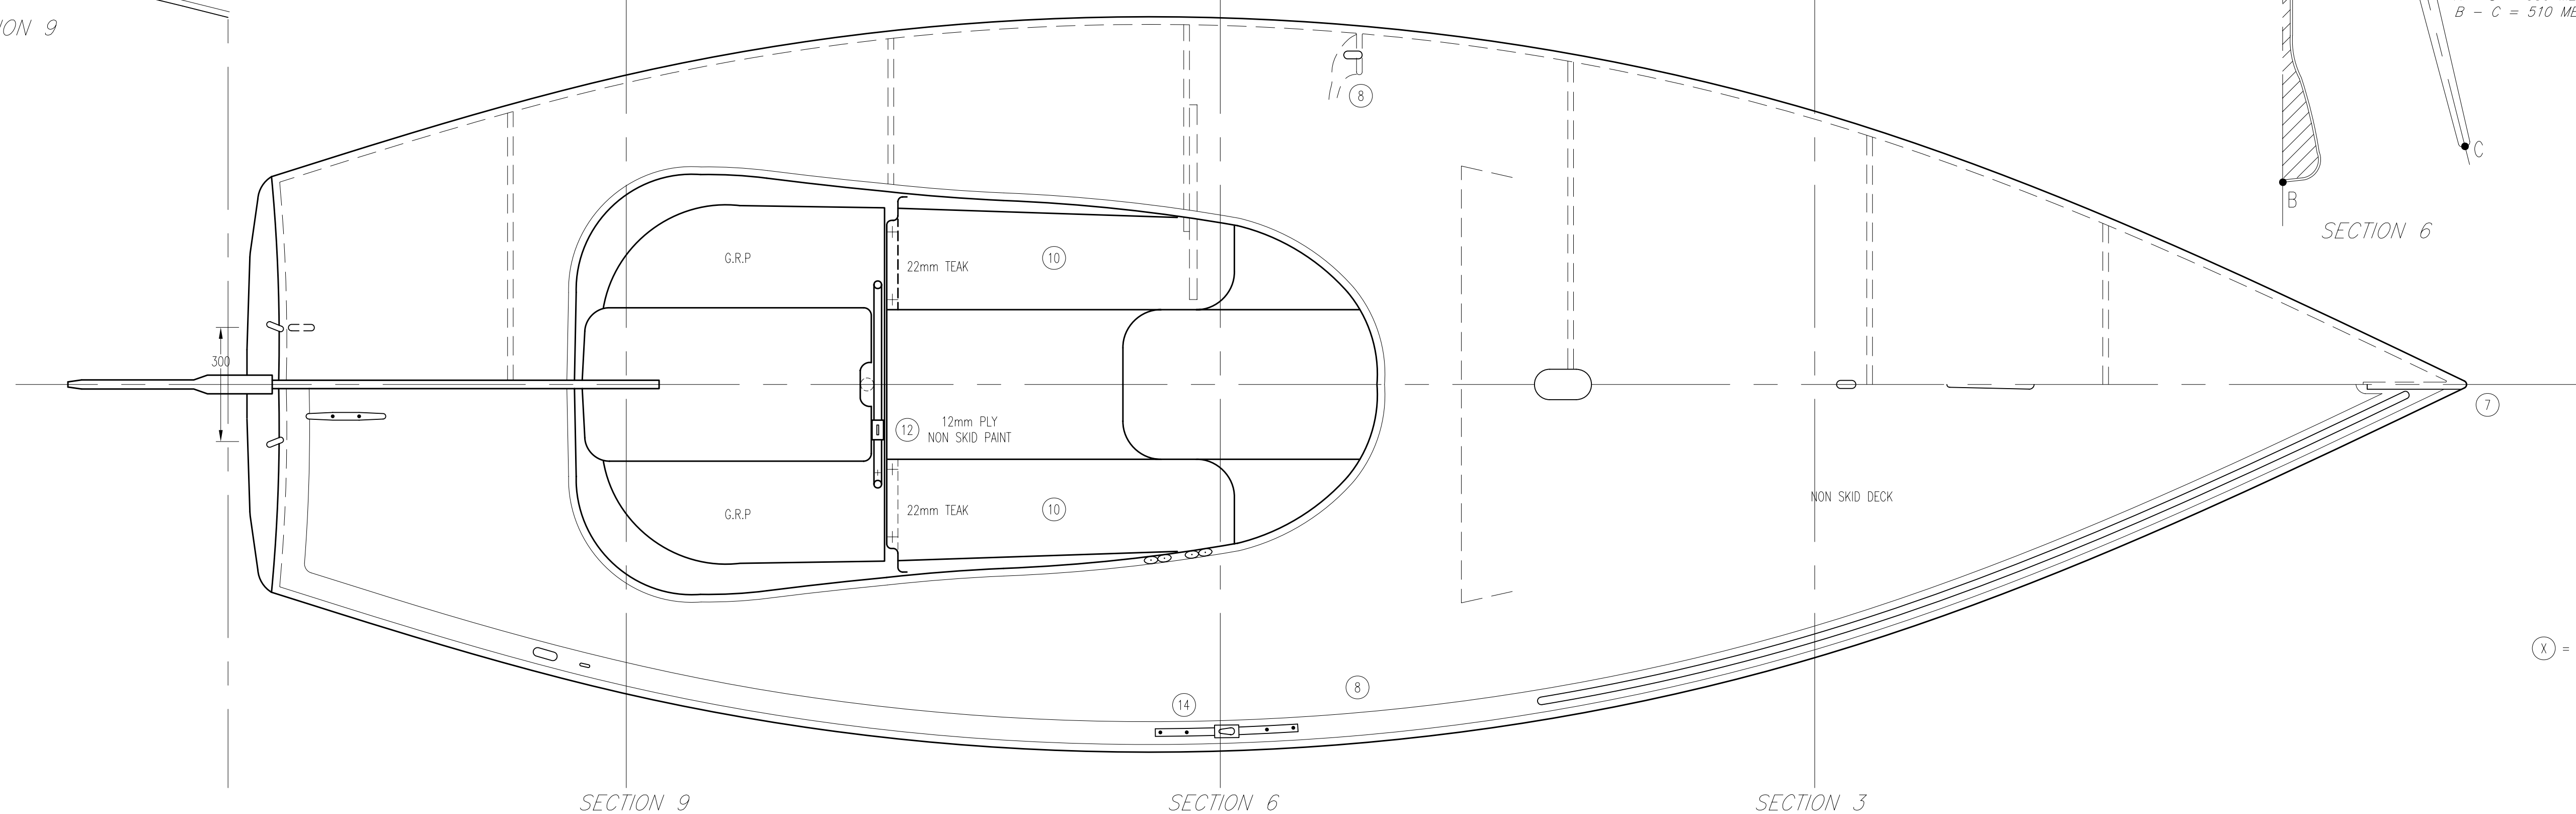 B - C = 510 ME
ION 9
8
C
B
SECTION 6
G.R.P
22mm TEAK
10
300
12
12mm PLY
NON SKID PAINT
7
NON SKID DECK
G.R.P
22mm TEAK
10
X =
8
14
SECTION 9
SECTION 6
SECTION 3